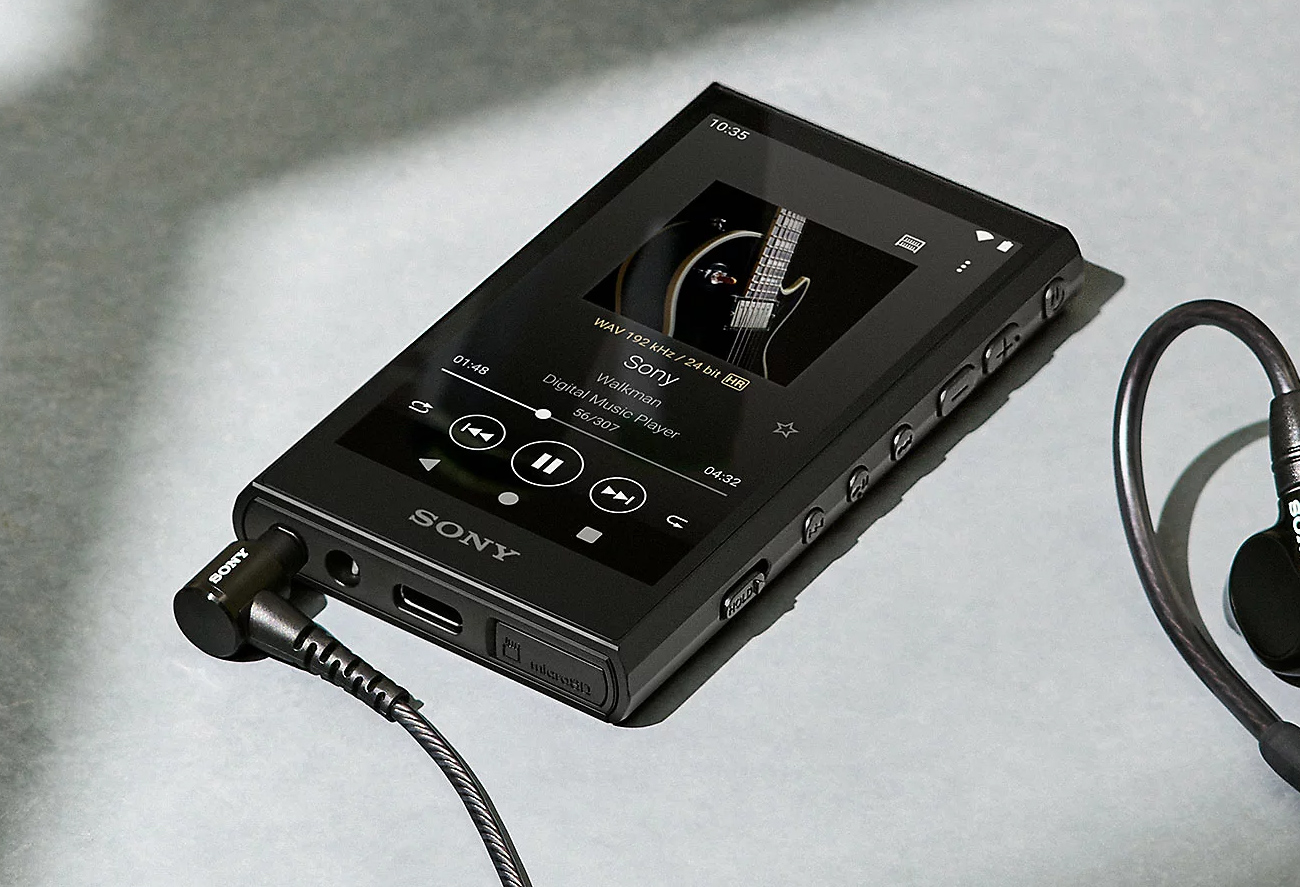 10:35
WAV 192 kHz / 24 bit HR
Sony
Walkman
Digital Music Player
56/307
01:48
04:32
SONY
SONY
HOLD
microSD